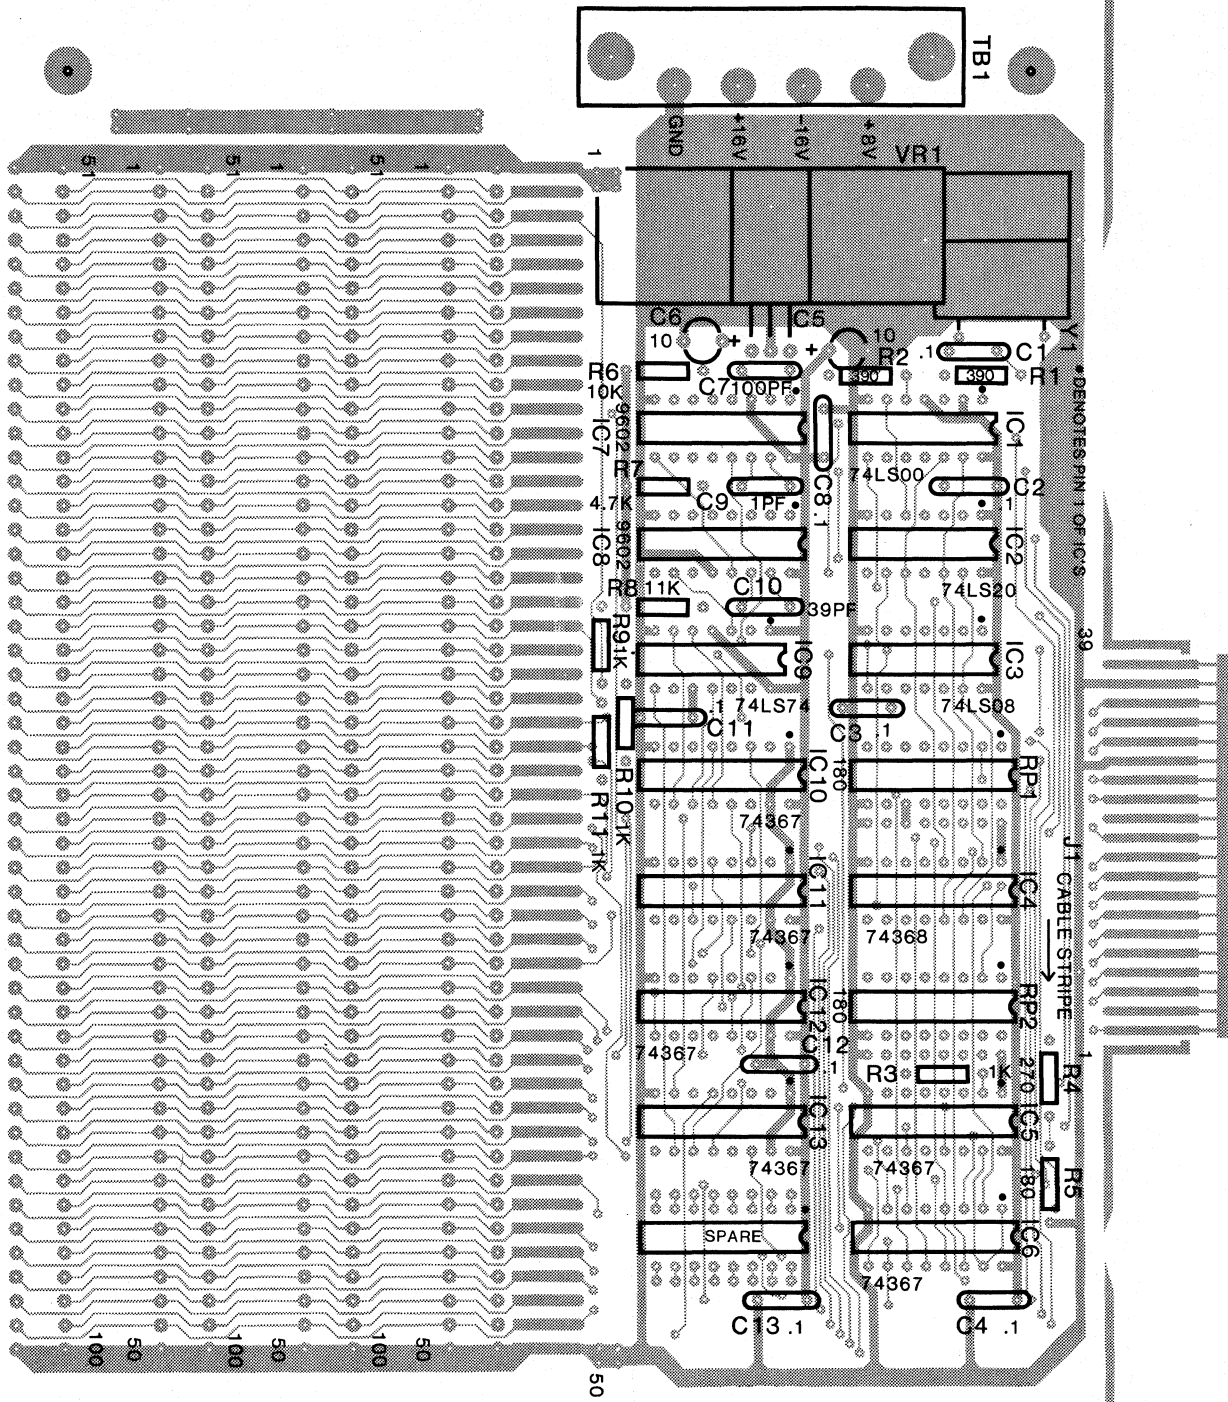 TB1
GND
+16V
-16V
+8V
VR1
51
1
51
1
51
1
1
C6
10
+
C5
+
10
R2
390
.1
C1
Y1
390
R1
R6
10K
C7
100PF
•DENOTES PIN 1 OF IC'S
9602
IC7
C8
.1
IC1
74LS00
R7
4.7K
C9
1PF
C2
.1
9602
IC8
IC2
74LS20
R8
11K
C10
39PF
R9
1K
IC9
74LS74
IC3
74LS08
39
.1
C11
C3
.1
R10
1K
R11
1K
IC10
74367
180
RP1
J1 CABLE STRIPE
IC11
74367
IC4
74368
IC12
74367
180
RP2
C12
.1
R3
1K
1
270
R4
IC13
74367
IC5
74367
180
R5
SPARE
IC6
74367
C13
.1
C4
.1
100
50
100
50
100
50
50